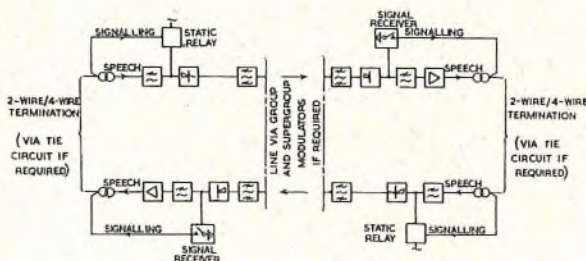 SIGNALLING
STATIC
RELAY
SPEECH
2-WIRE/4-WIRE
TERMINATION
(VIA TIE
CIRCUIT IF
REQUIRED)
SPEECH
SIGNALLING
SIGNAL
RECEIVER
LINE VIA GROUP
AND SUPERGROUP
MODULATORS
IF REQUIRED
SIGNAL
RECEIVER
SIGNALLING
SPEECH
2-WIRE/4-WIRE
TERMINATION
(VIA TIE
CIRCUIT IF
REQUIRED)
SPEECH
STATIC
RELAY
SIGNALLING